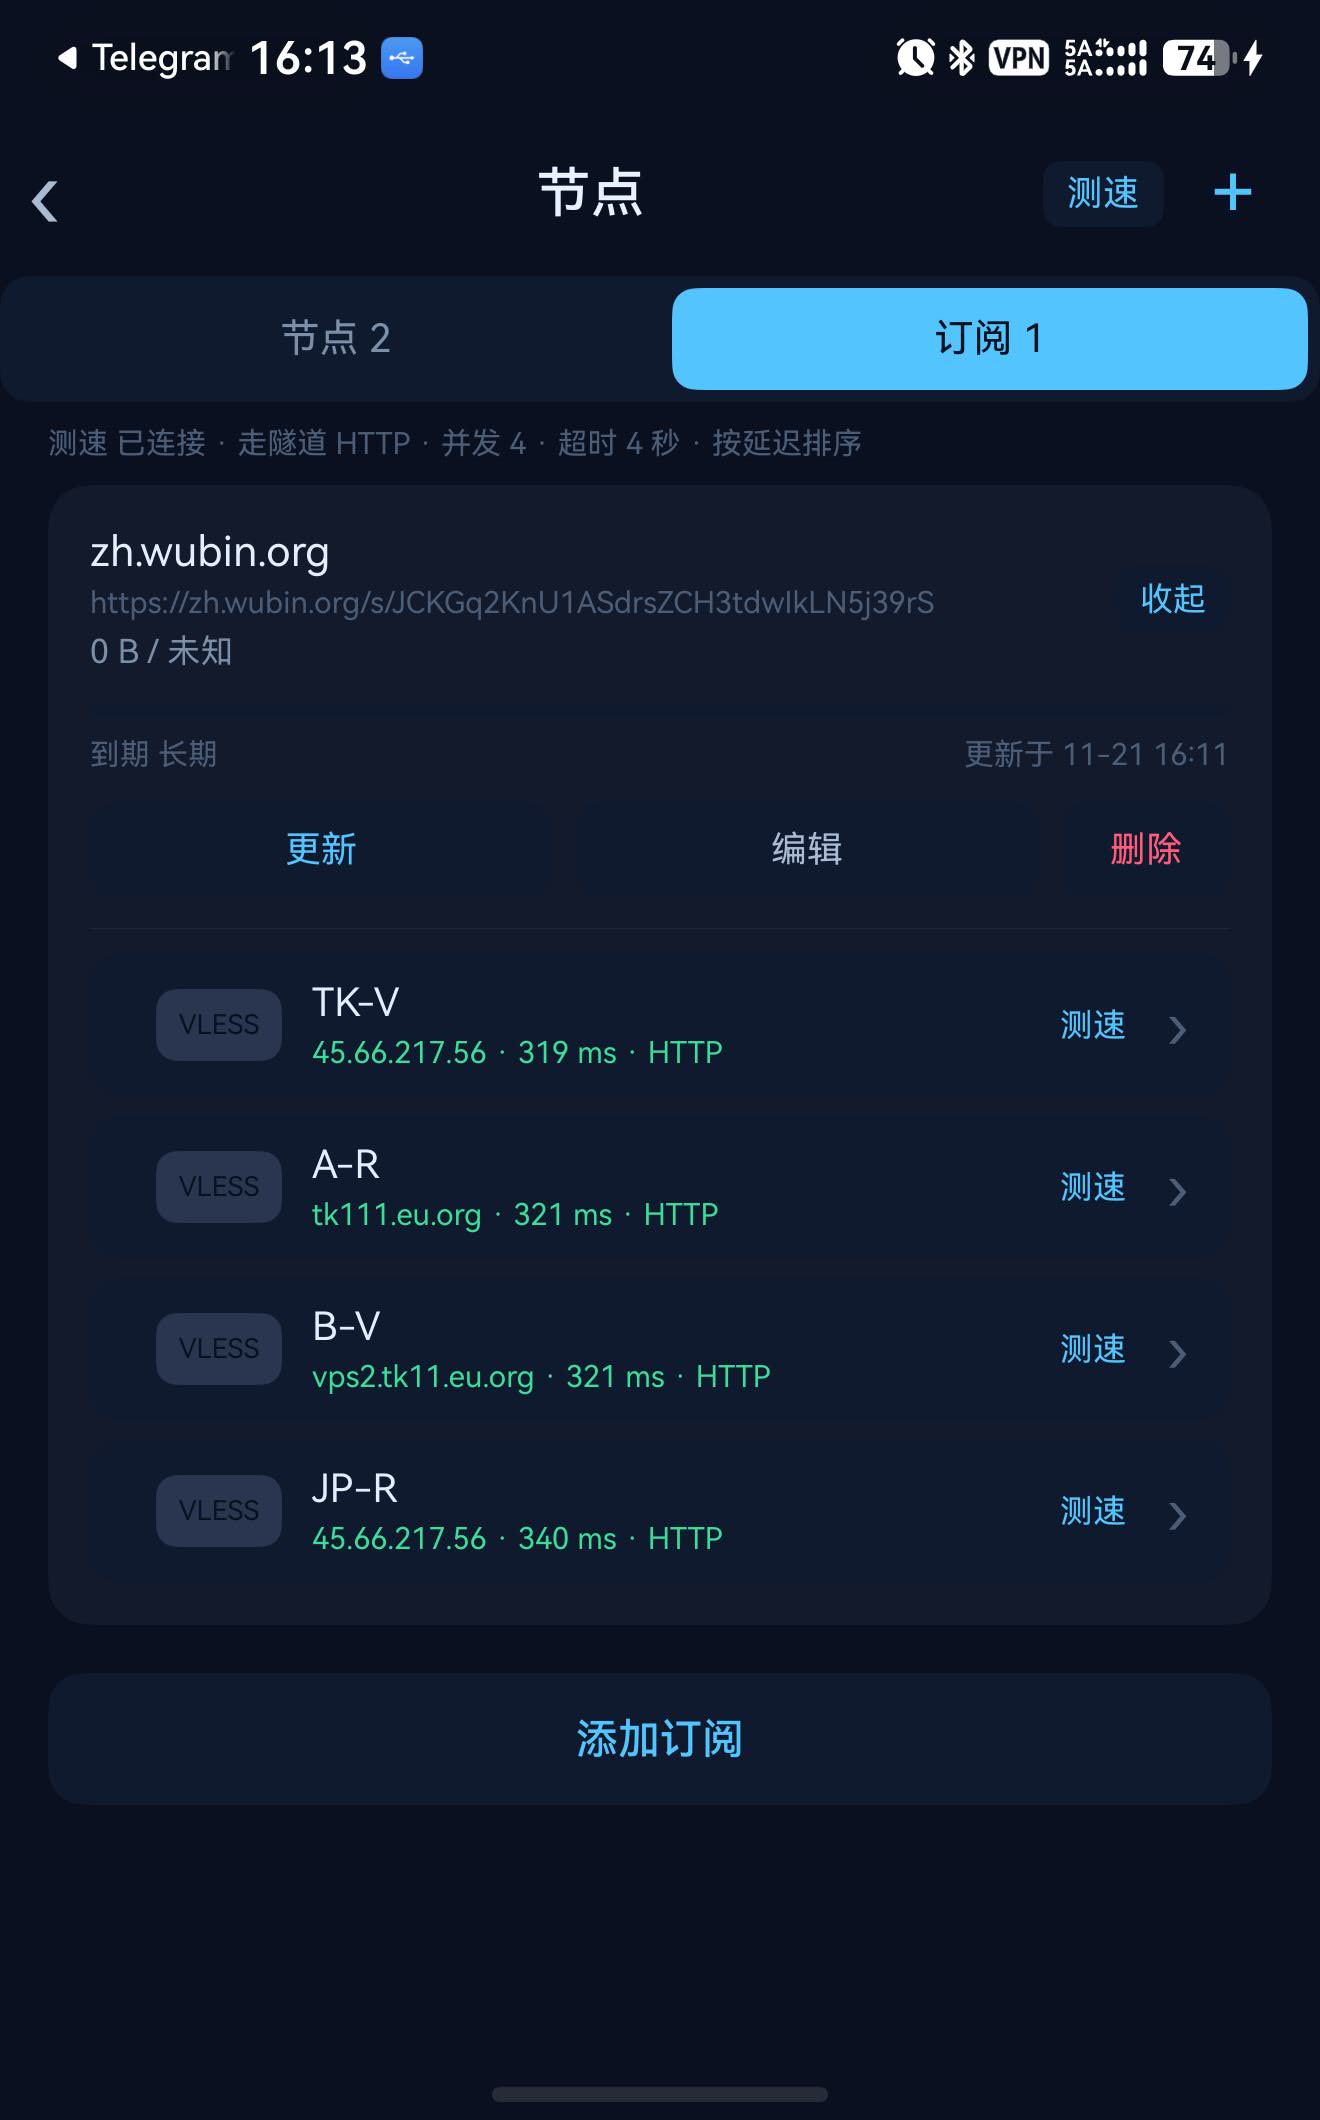 Telegram 16:13 VPN 5A 5A 74
节点 测速 +
节点 2 订阅 1
测速 已连接 · 走隧道 HTTP · 并发 4 · 超时 4 秒 · 按延迟排序
zh.wubin.org
https://zh.wubin.org/s/JCKGq2KnU1ASdrsZCH3tdwIkLN5j39rS
收起
0 B / 未知
到期 长期 更新于 11-21 16:11
更新 编辑 删除
VLESS TK-V 测速
45.66.217.56 · 319 ms · HTTP
VLESS A-R 测速
tk111.eu.org · 321 ms · HTTP
VLESS B-V 测速
vps2.tk11.eu.org · 321 ms · HTTP
VLESS JP-R 测速
45.66.217.56 · 340 ms · HTTP
添加订阅